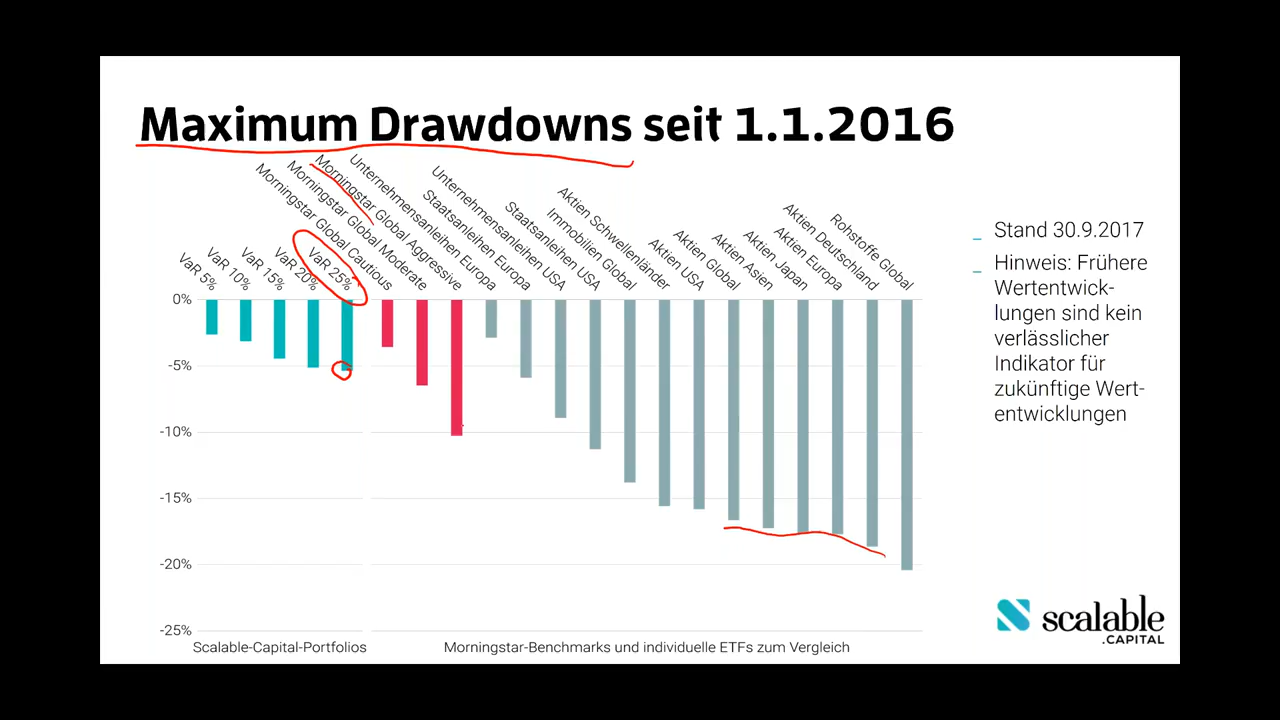 Maximum Drawdowns seit 1.1.2016
VaR 5%
VaR 10%
VaR 15%
VaR 20%
VaR 25%
Morningstar Global Cautious
Morningstar Global Moderate
Morningstar Global Aggressive
Unternehmensanleihen Europa
Staatsanleihen Europa
Unternehmensanleihen USA
Staatsanleihen USA
Immobilien Global
Aktien Schwellenländer
Aktien USA
Aktien Global
Aktien Asien
Aktien Japan
Aktien Europa
Aktien Deutschland
Rohstoffe Global
0%
-5%
-10%
-15%
-20%
-25%
Scalable-Capital-Portfolios
Morningstar-Benchmarks und individuelle ETFs zum Vergleich
– Stand 30.9.2017
– Hinweis: Frühere
Wertentwick-
lungen sind kein
verlässlicher
Indikator für
zukünftige Wert-
entwicklungen
scalable
.CAPITAL